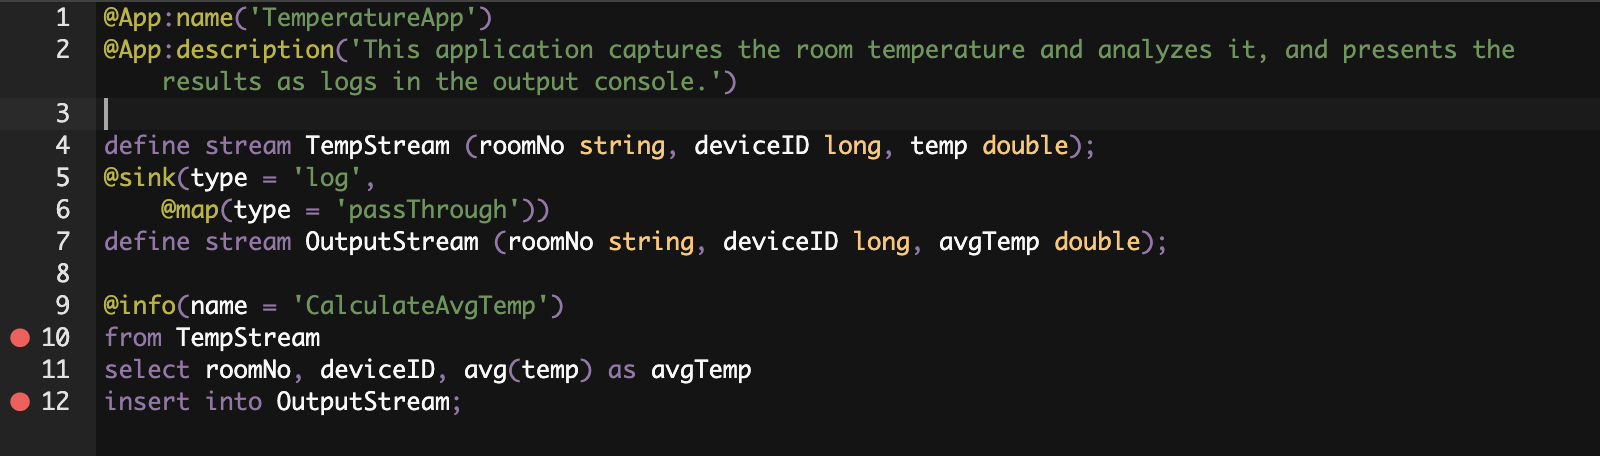 1 @App:name('TemperatureApp')
2 @App:description('This application captures the room temperature and analyzes it, and presents the
results as logs in the output console.')
3
4 define stream TempStream (roomNo string, deviceID long, temp double);
5 @sink(type = 'log',
6 @map(type = 'passThrough'))
7 define stream OutputStream (roomNo string, deviceID long, avgTemp double);
8
9 @info(name = 'CalculateAvgTemp')
10 from TempStream
11 select roomNo, deviceID, avg(temp) as avgTemp
12 insert into OutputStream;